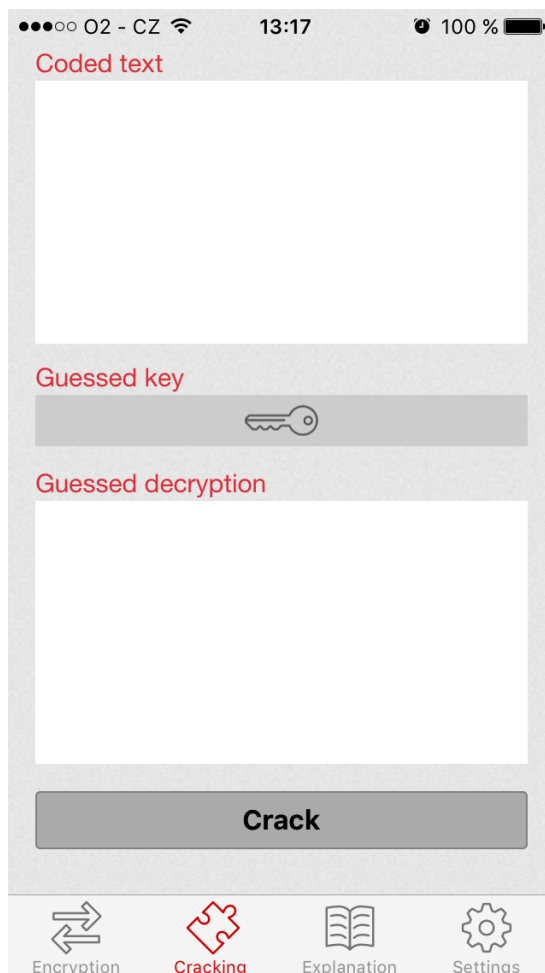 O2 - CZ 13:17 100 %
Coded text
Guessed key
Guessed decryption
Crack
Encryption Cracking Explanation Settings